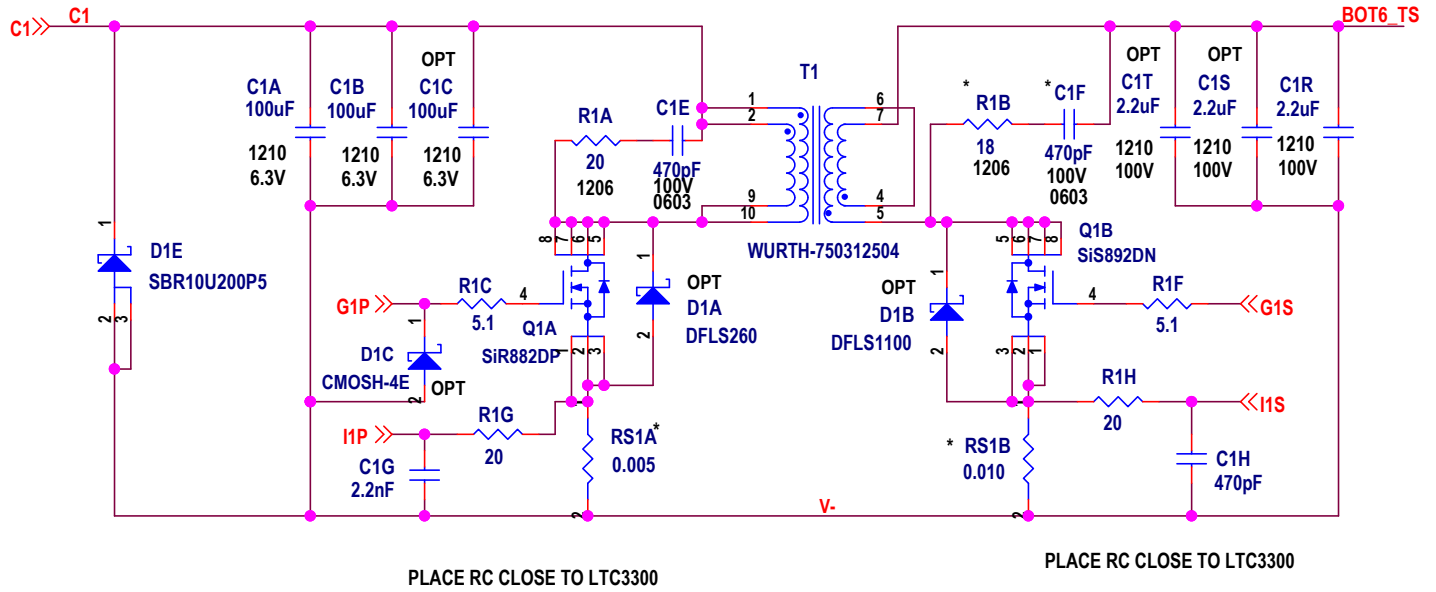 C1
C1
BOT6_TS
C1A
100uF
1210
6.3V
C1B
100uF
1210
6.3V
OPT
C1C
100uF
1210
6.3V
R1A
20
1206
C1E
470pF
100V
0603
T1
1
2
9
10
6
7
4
5
WURTH-750312504
*
R1B
18
1206
*
C1F
470pF
100V
0603
OPT
C1T
2.2uF
1210
100V
OPT
C1S
2.2uF
1210
100V
C1R
2.2uF
1210
100V
1
D1E
SBR10U200P5
2
3
G1P
R1C
5.1
4
8
7
6
5
Q1A
SiR882DP
1
2
3
1
OPT
D1A
DFLS260
2
1
D1C
CMOSH-4E
OPT
2
I1P
R1G
20
C1G
2.2nF
RS1A
*
0.005
2
5
6
7
8
Q1B
SiS892DN
4
R1F
5.1
G1S
1
D1B
DFLS1100
2
3
2
1
R1H
20
I1S
*
RS1B
0.010
2
C1H
470pF
V-
PLACE RC CLOSE TO LTC3300
PLACE RC CLOSE TO LTC3300